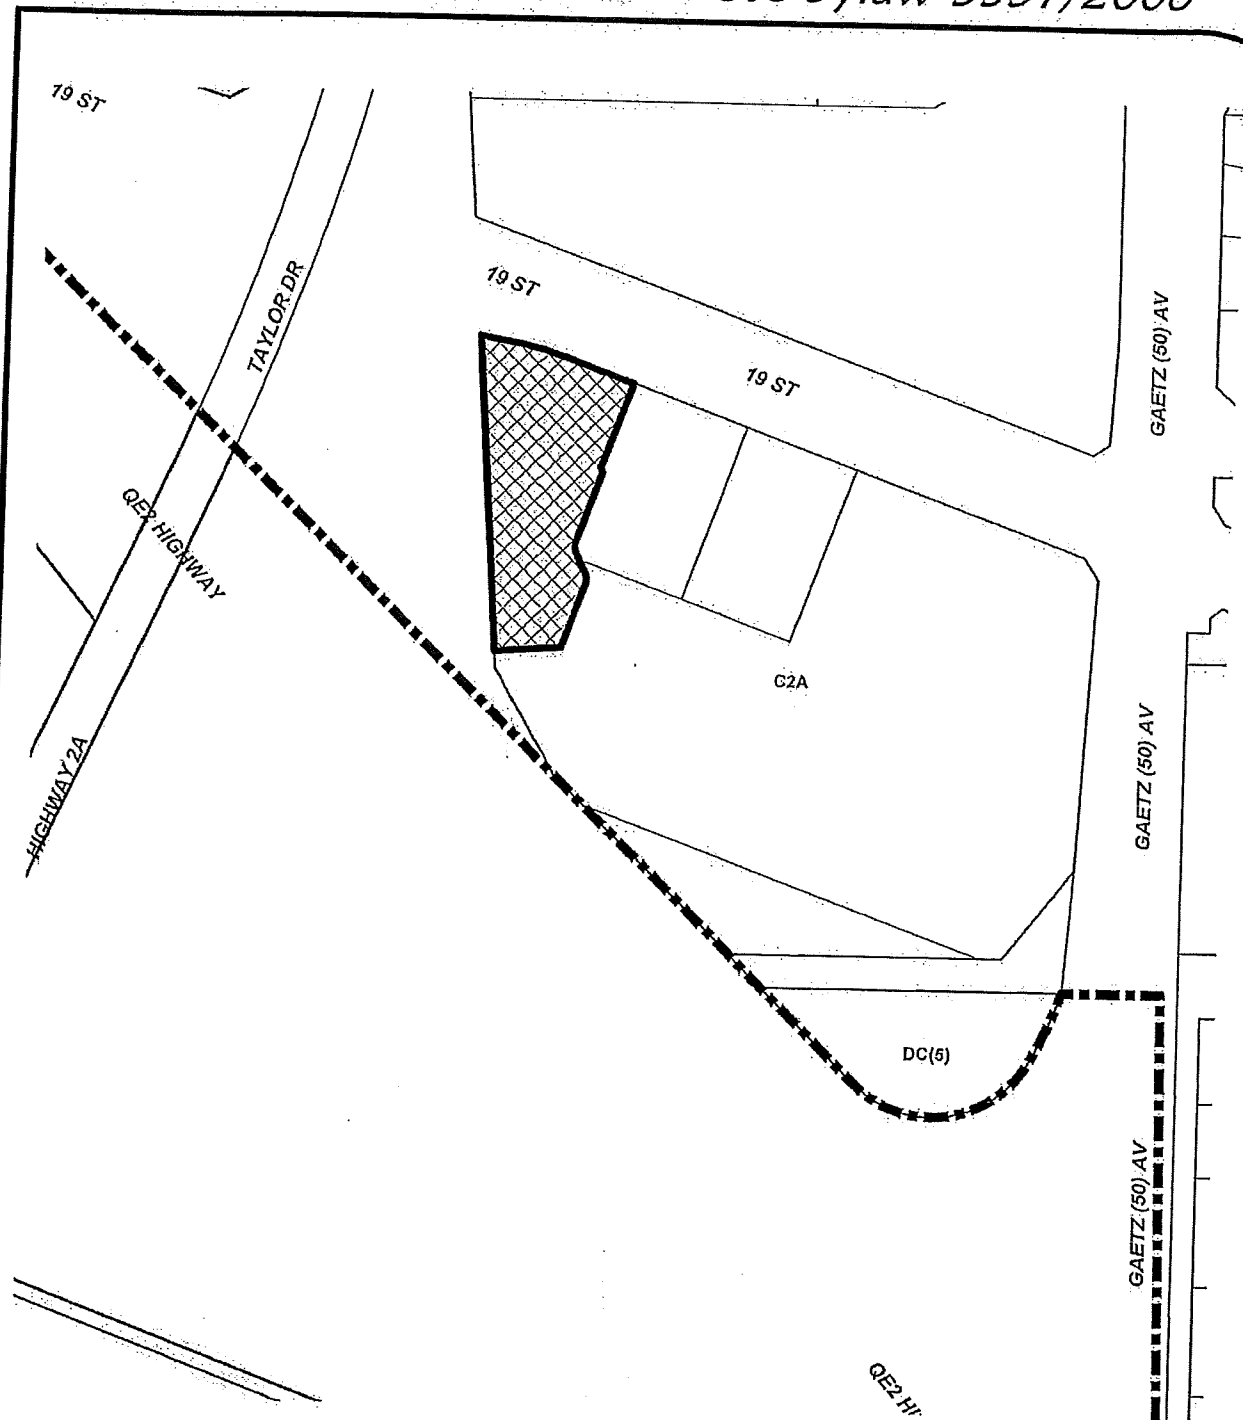 19 ST
19 ST
TAYLOR DR
GAETZ (50) AV
19 ST
QE2 HIGHWAY
C2A
GAETZ (50) AV
HIGHWAY 2A
DC(5)
GAETZ (50) AV
QE2